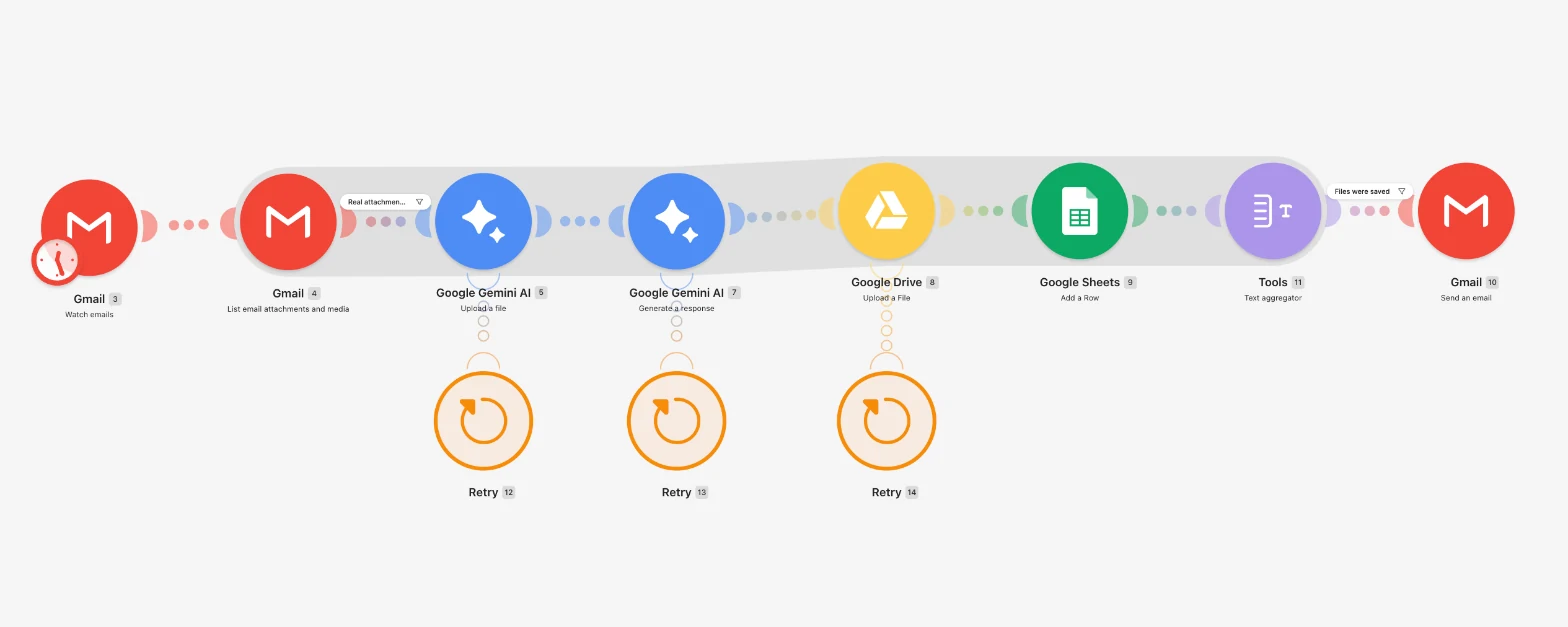 Real attachmen...
Files were saved
Gmail 3
Watch emails
Gmail 4
List email attachments and media
Google Gemini AI 5
Upload a file
Google Gemini AI 7
Generate a response
Google Drive 8
Upload a File
Google Sheets 9
Add a Row
T
Tools 11
Text aggregator
Gmail 10
Send an email
Retry 12
Retry 13
Retry 14